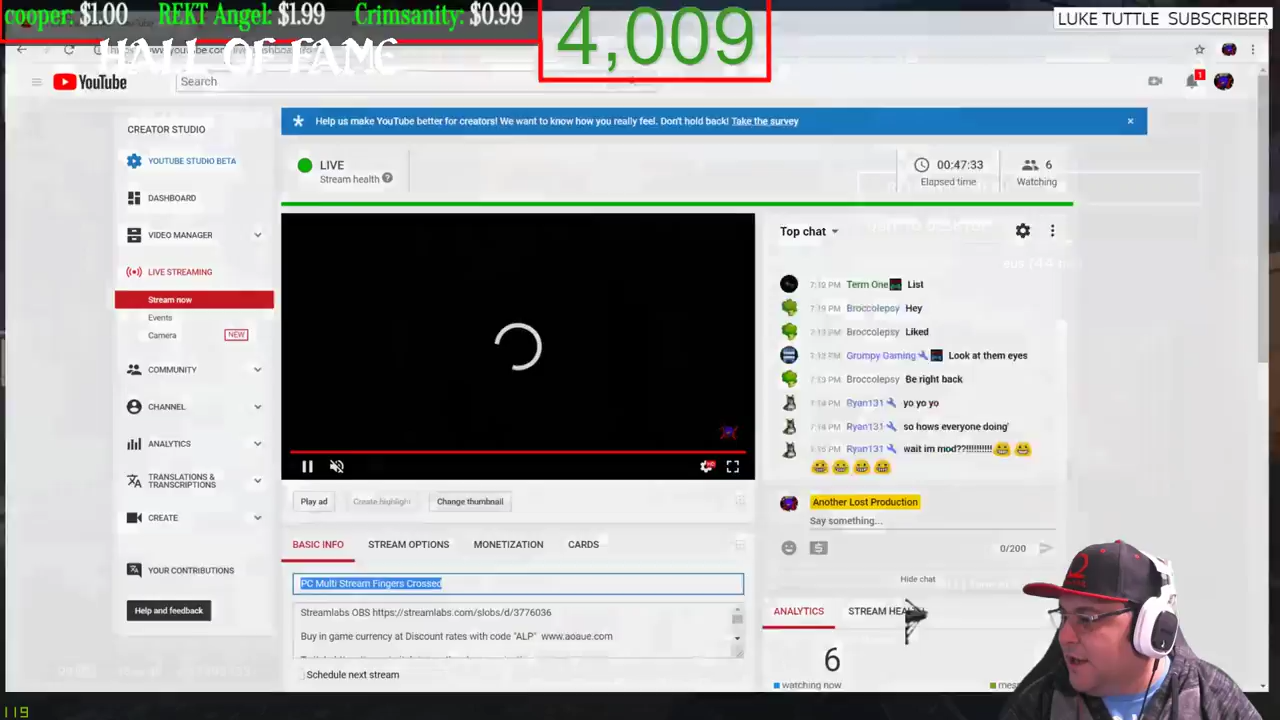 cooper: $1.00 REKT Angel: $1.99 Crimsanity: $0.99
4,009
LUKE TUTTLE SUBSCRIBER
HALL OF FAME
YouTube
Search
1
CREATOR STUDIO
YOUTUBE STUDIO BETA
DASHBOARD
VIDEO MANAGER
LIVE STREAMING
Stream now
Events
Camera NEW
COMMUNITY
CHANNEL
ANALYTICS
TRANSLATIONS &
TRANSCRIPTIONS
CREATE
YOUR CONTRIBUTIONS
Help and feedback
Help us make YouTube better for creators! We want to know how you really feel. Don't hold back! Take the survey
LIVE
Stream health
00:47:33
Elapsed time
6
Watching
Play ad Create highlight Change thumbnail
BASIC INFO STREAM OPTIONS MONETIZATION CARDS
PC Multi Stream Fingers Crossed
Streamlabs OBS https://streamlabs.com/slobs/d/3776036
Buy in game currency at Discount rates with code "ALP" www.aoaue.com
Schedule next stream
Top chat
Term One List
Broccolepsy Hey
Broccolepsy Liked
Grumpy Gaming Look at them eyes
Broccolepsy Be right back
Ryan131 yo yo yo
Ryan131 so hows everyone doing'
Ryan131 wait im mod??!!!!!!!!!!
Another Lost Production
Say something...
0/200
Hide chat
ANALYTICS STREAM HEALTH
6
watching now
119